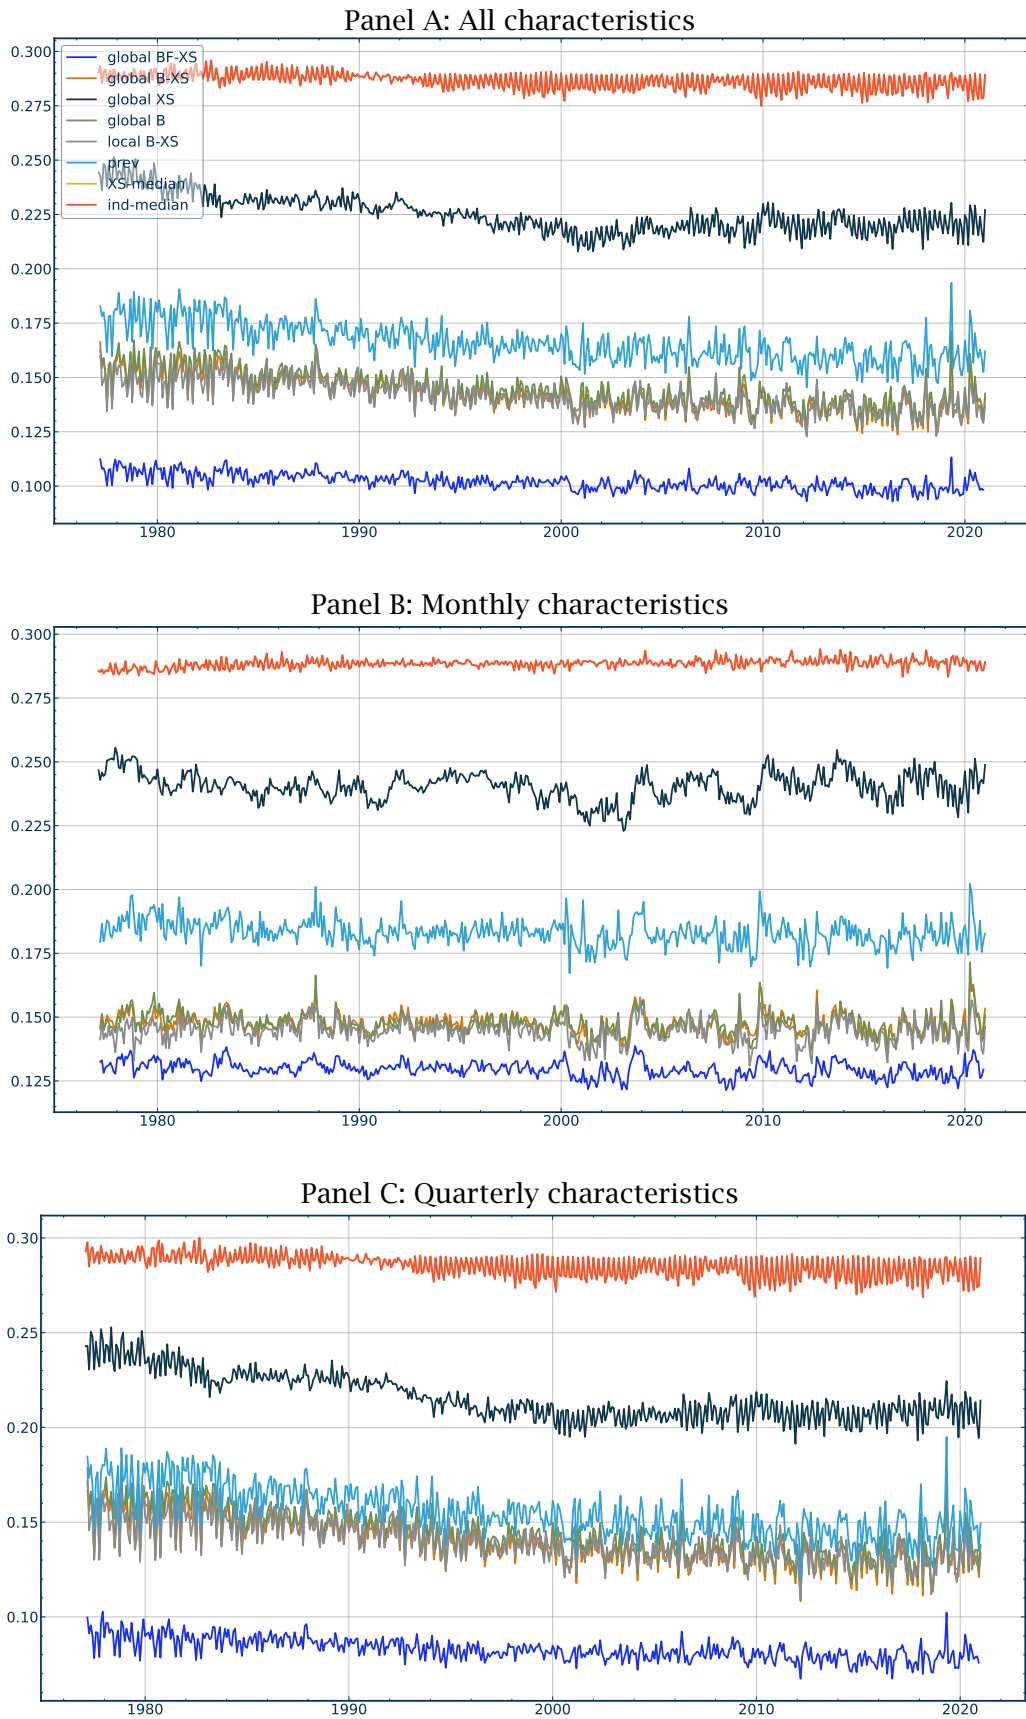 Panel A: All characteristics
0.300
0.275
0.250
0.225
0.200
0.175
0.150
0.125
0.100
global BF-XS
global B-XS
global XS
global B
local B-XS
prev
XS-median
ind-median
1980 1990 2000 2010 2020
Panel B: Monthly characteristics
0.300
0.275
0.250
0.225
0.200
0.175
0.150
0.125
1980 1990 2000 2010 2020
Panel C: Quarterly characteristics
0.30
0.25
0.20
0.15
0.10
1980 1990 2000 2010 2020